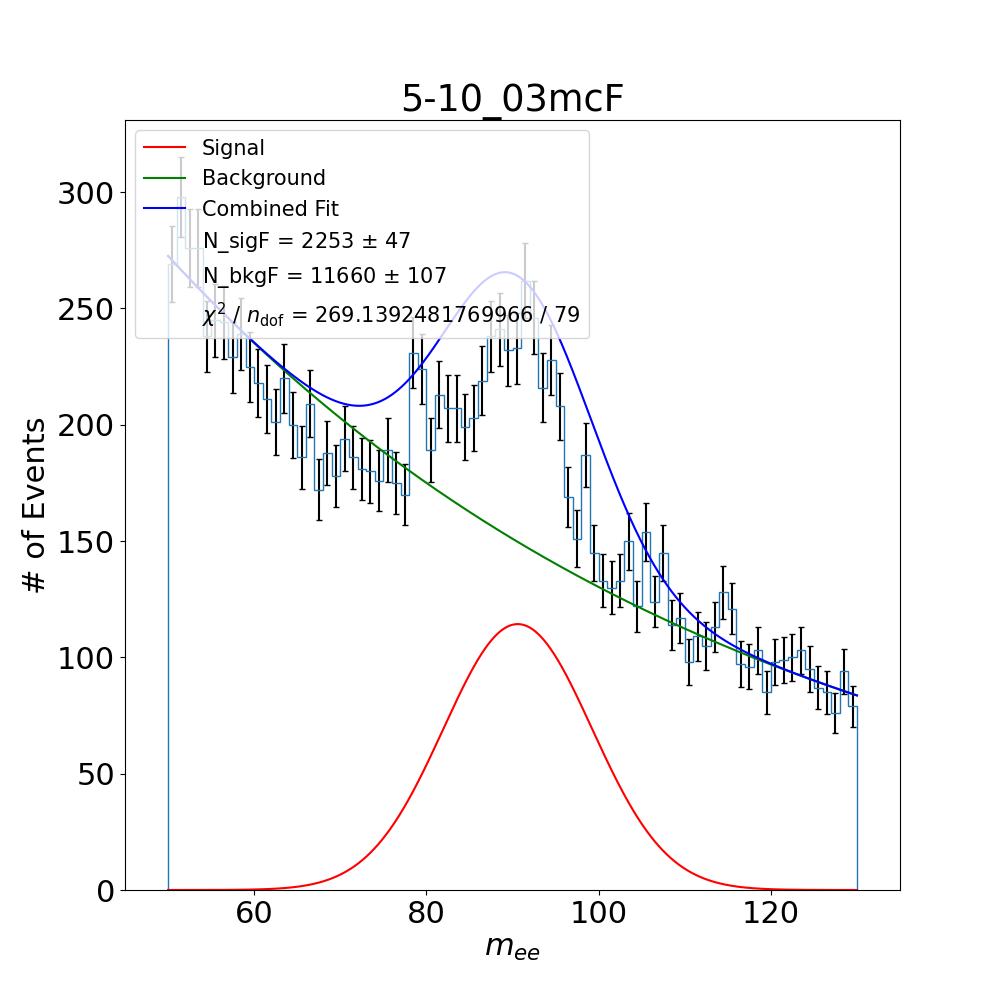 5-10_03mcF
Signal
Background
Combined Fit
N_sigF = 2253 ± 47
N_bkgF = 11660 ± 107
χ² / n_dof = 269.1392481769966 / 79
# of Events
300
250
200
150
100
50
0
60 80 100 120
m_ee